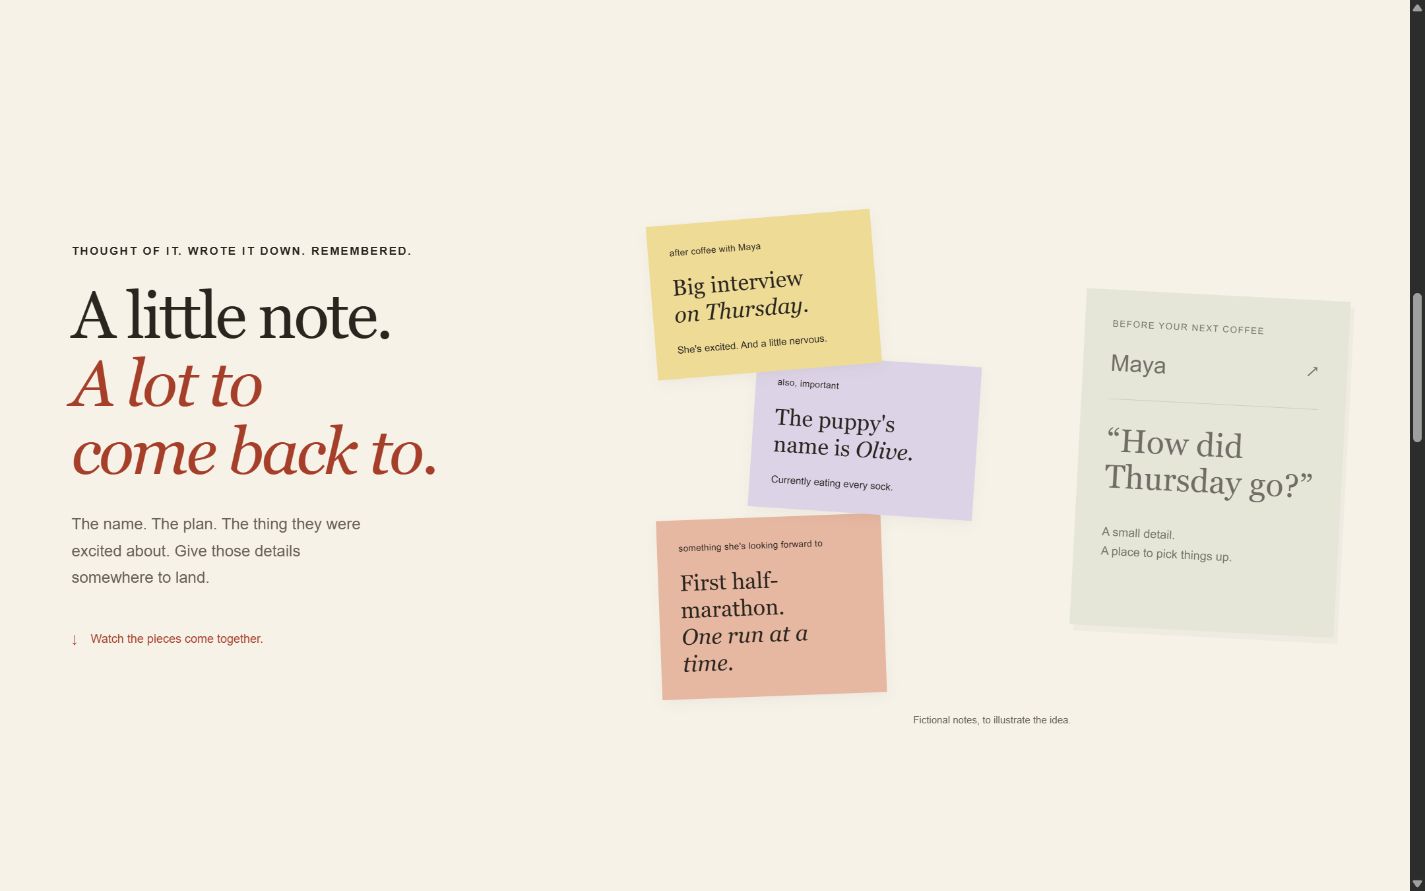 THOUGHT OF IT. WROTE IT DOWN. REMEMBERED.
A little note.
A lot to
come back to.
The name. The plan. The thing they were
excited about. Give those details
somewhere to land.
↓ Watch the pieces come together.
after coffee with Maya
Big interview
on Thursday.
She's excited. And a little nervous.
also, important
The puppy's
name is Olive.
Currently eating every sock.
something she's looking forward to
First half-
marathon.
One run at a
time.
BEFORE YOUR NEXT COFFEE
Maya ↗
“How did
Thursday go?”
A small detail.
A place to pick things up.
Fictional notes, to illustrate the idea.